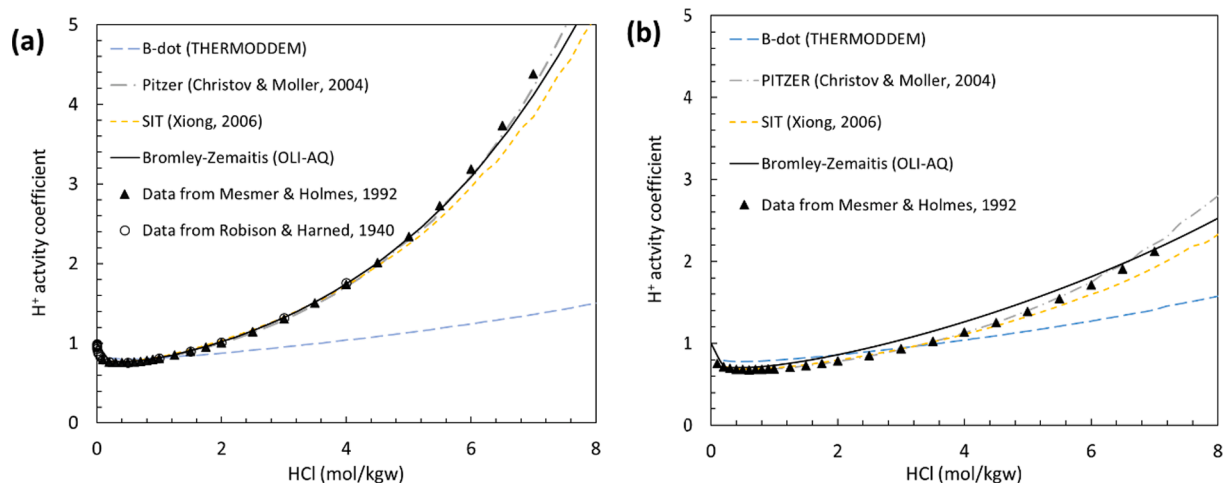 (a)
5
4
3
2
1
0
H⁺ actvity coefficient
B-dot (THERMODDEM)
Pitzer (Christov & Moller, 2004)
SIT (Xiong, 2006)
Bromley-Zemaitis (OLI-AQ)
Data from Mesmer & Holmes, 1992
Data from Robison & Harned, 1940
0 2 4 6 8
HCl (mol/kgw)
(b)
5
4
3
2
1
0
H⁺ activity coefficient
B-dot (THERMODDEM)
PITZER (Christov & Moller, 2004)
SIT (Xiong, 2006)
Bromley-Zemaitis (OLI-AQ)
Data from Mesmer & Holmes, 1992
0 2 4 6 8
HCl (mol/kgw)